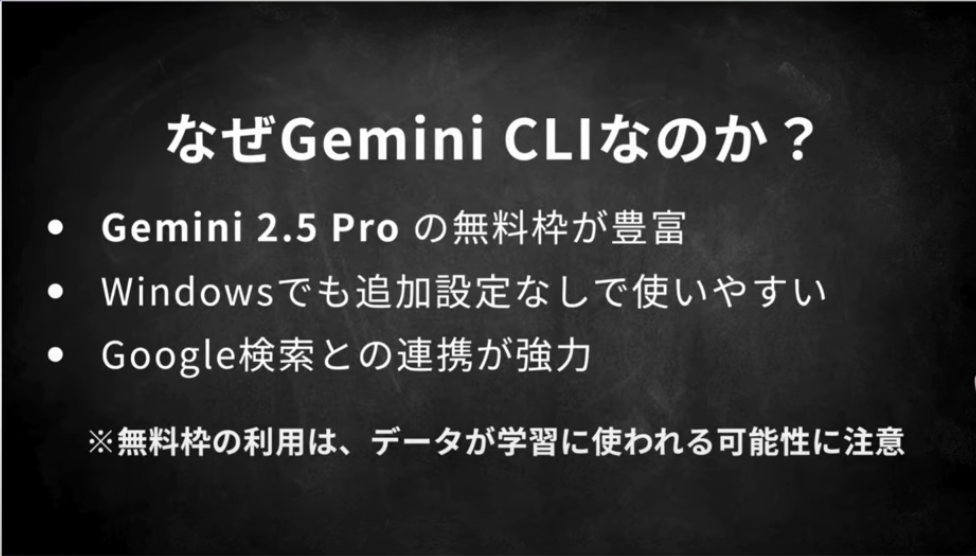 なぜGemini CLIなのか？
• Gemini 2.5 Pro の無料枠が豊富
• Windowsでも追加設定なしで使いやすい
• Google検索との連携が強力
※無料枠の利用は、データが学習に使われる可能性に注意